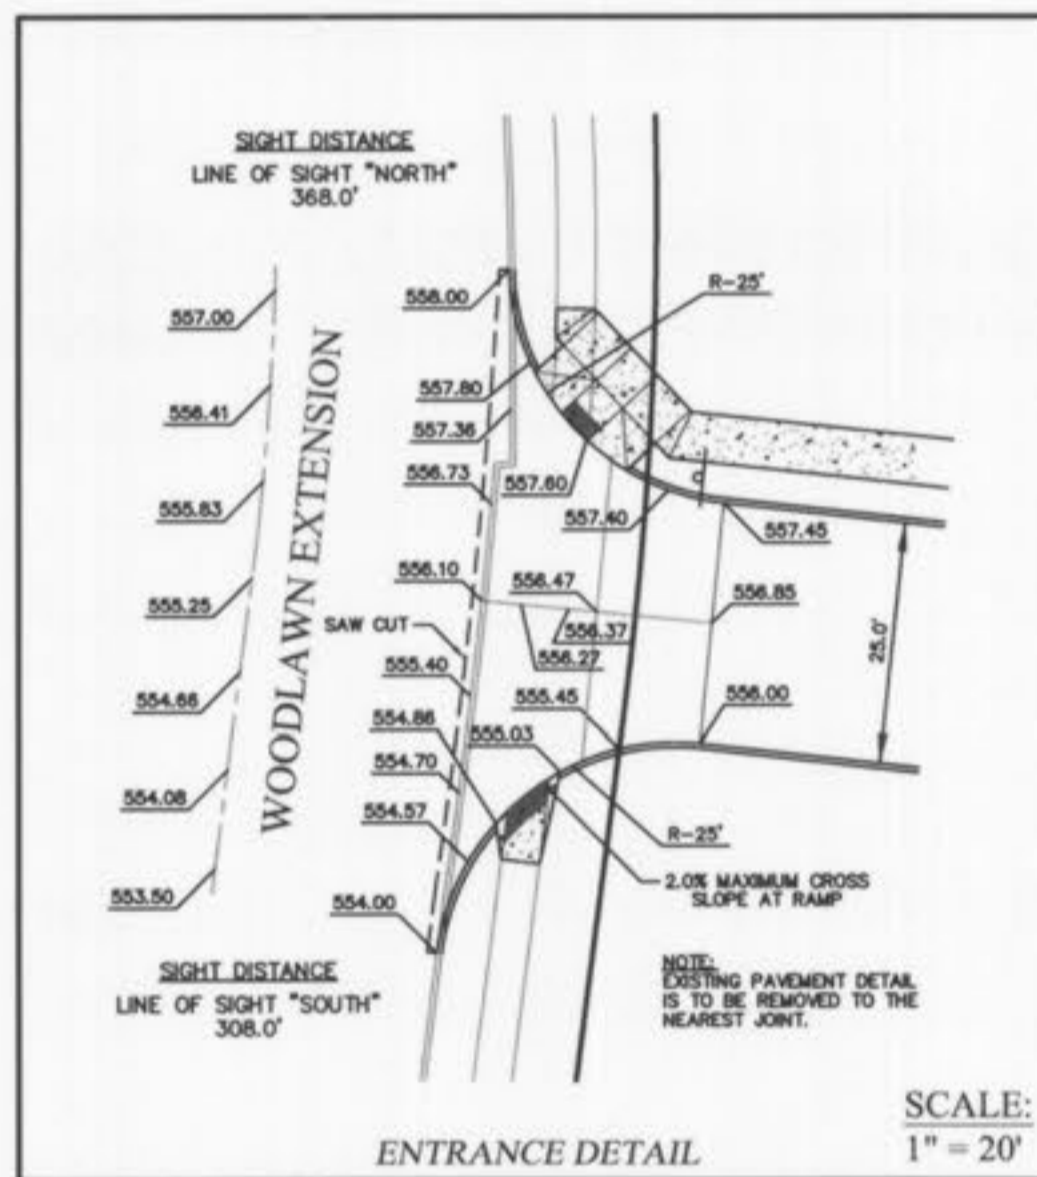 SIGHT DISTANCE
LINE OF SIGHT "NORTH"
368.0'
557.00
558.00
R-25'
556.41
557.80
557.36
556.73
557.60
557.40
557.45
555.83
WOODLAWN EXTENSION
556.10
556.47
556.85
555.25
556.37
556.27
SAW CUT
25.0'
555.40
555.45
556.00
554.66
554.86
555.03
554.70
554.08
554.57
R-25'
553.50
554.00
2.0% MAXIMUM CROSS
SLOPE AT RAMP
SIGHT DISTANCE
LINE OF SIGHT "SOUTH"
308.0'
NOTE:
EXISTING PAVEMENT DETAIL
IS TO BE REMOVED TO THE
NEAREST JOINT.
SCALE:
1" = 20'
ENTRANCE DETAIL